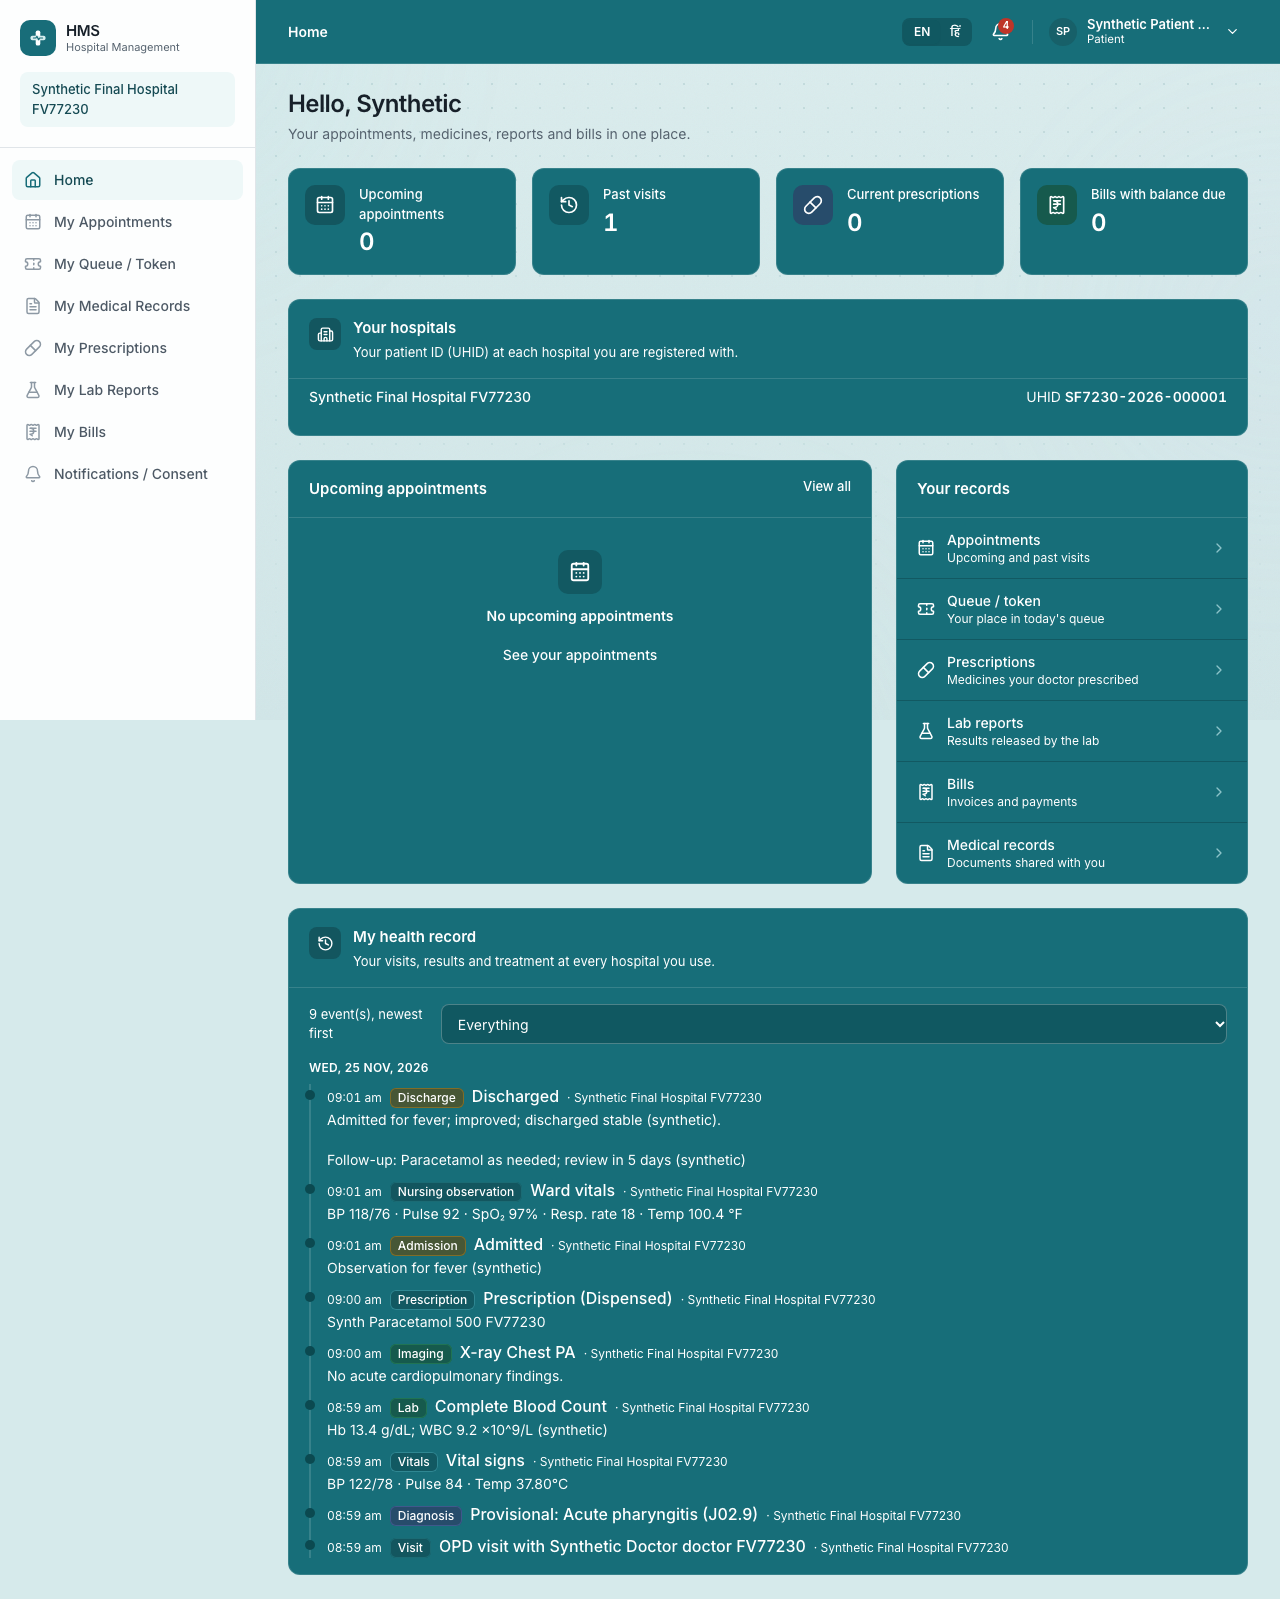 HMS
Hospital Management
Synthetic Final Hospital
FV77230
Home
My Appointments
My Queue / Token
My Medical Records
My Prescriptions
My Lab Reports
My Bills
Notifications / Consent
Home
EN हिं
4
SP
Synthetic Patient ...
Patient
Hello, Synthetic
Your appointments, medicines, reports and bills in one place.
Upcoming
appointments
0
Past visits
1
Current prescriptions
0
Bills with balance due
0
Your hospitals
Your patient ID (UHID) at each hospital you are registered with.
Synthetic Final Hospital FV77230 UHID SF7230-2026-000001
Upcoming appointments View all
No upcoming appointments
See your appointments
Your records
Appointments
Upcoming and past visits
Queue / token
Your place in today's queue
Prescriptions
Medicines your doctor prescribed
Lab reports
Results released by the lab
Bills
Invoices and payments
Medical records
Documents shared with you
My health record
Your visits, results and treatment at every hospital you use.
9 event(s), newest
first
Everything
WED, 25 NOV, 2026
09:01 am Discharge Discharged · Synthetic Final Hospital FV77230
Admitted for fever; improved; discharged stable (synthetic).
Follow-up: Paracetamol as needed; review in 5 days (synthetic)
09:01 am Nursing observation Ward vitals · Synthetic Final Hospital FV77230
BP 118/76 · Pulse 92 · SpO₂ 97% · Resp. rate 18 · Temp 100.4 °F
09:01 am Admission Admitted · Synthetic Final Hospital FV77230
Observation for fever (synthetic)
09:00 am Prescription Prescription (Dispensed) · Synthetic Final Hospital FV77230
Synth Paracetamol 500 FV77230
09:00 am Imaging X-ray Chest PA · Synthetic Final Hospital FV77230
No acute cardiopulmonary findings.
08:59 am Lab Complete Blood Count · Synthetic Final Hospital FV77230
Hb 13.4 g/dL; WBC 9.2 ×10^9/L (synthetic)
08:59 am Vitals Vital signs · Synthetic Final Hospital FV77230
BP 122/78 · Pulse 84 · Temp 37.80°C
08:59 am Diagnosis Provisional: Acute pharyngitis (J02.9) · Synthetic Final Hospital FV77230
08:59 am Visit OPD visit with Synthetic Doctor doctor FV77230 · Synthetic Final Hospital FV77230